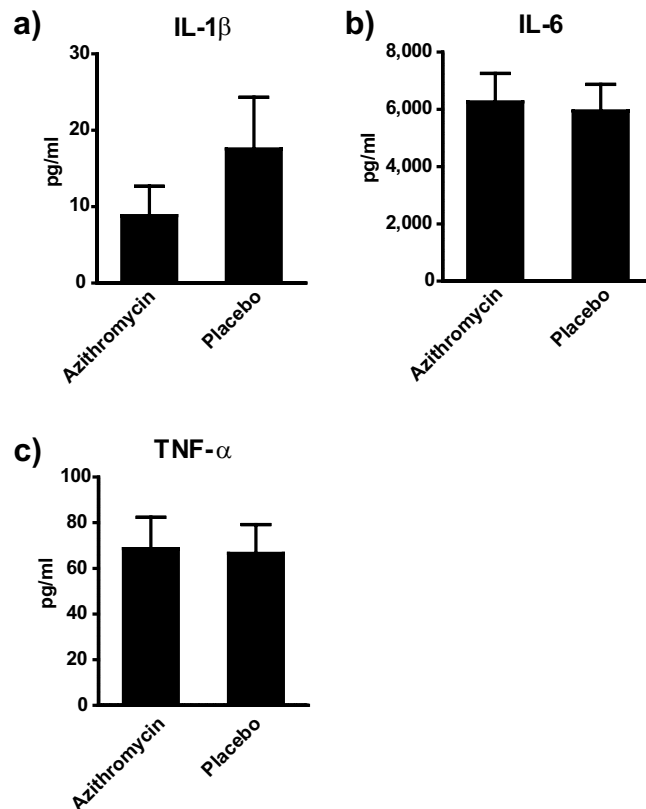 a)
IL-1β
30
20
10
0
pg/ml
Azithromycin
Placebo
b)
IL-6
8,000
6,000
4,000
2,000
0
pg/ml
Azithromycin
Placebo
c)
TNF-α
100
80
60
40
20
0
pg/ml
Azithromycin
Placebo